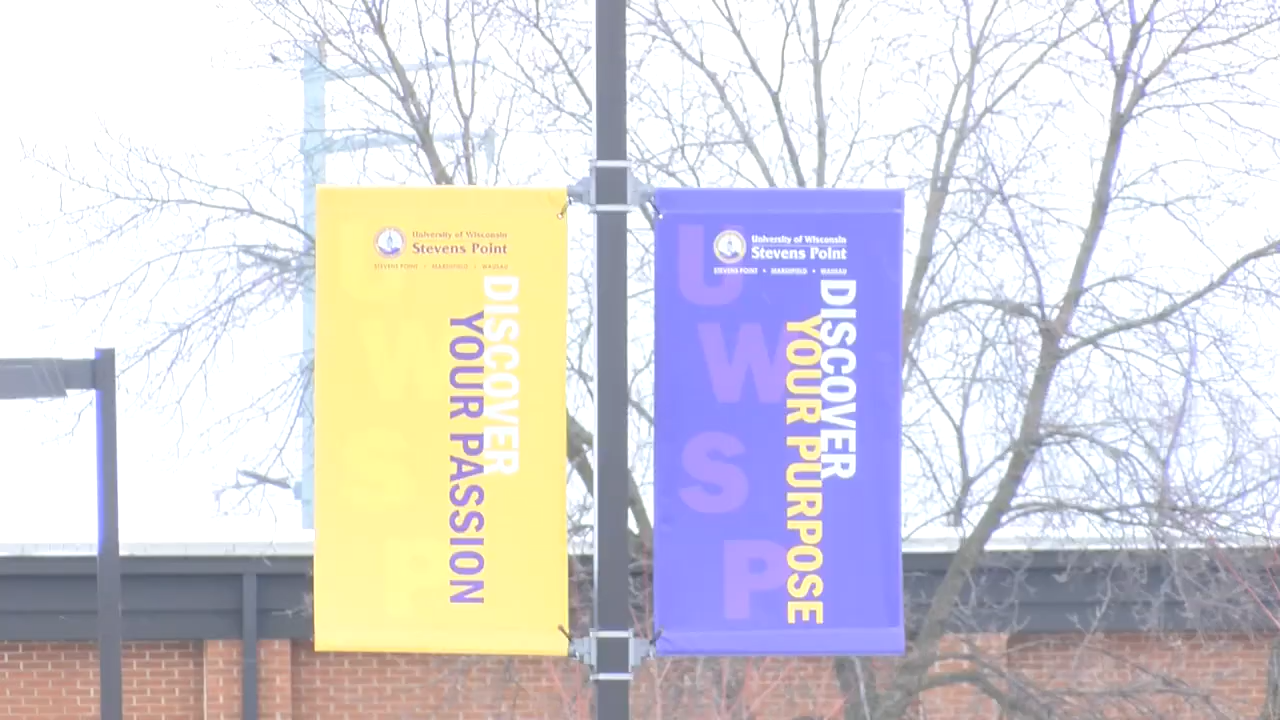 University of Wisconsin
Stevens Point
STEVENS POINT • MARSHFIELD • WAUSAU
DISCOVER
YOUR PASSION
U
W
S
P
University of Wisconsin
Stevens Point
STEVENS POINT • MARSHFIELD • WAUSAU
DISCOVER
YOUR PURPOSE
U
W
S
P